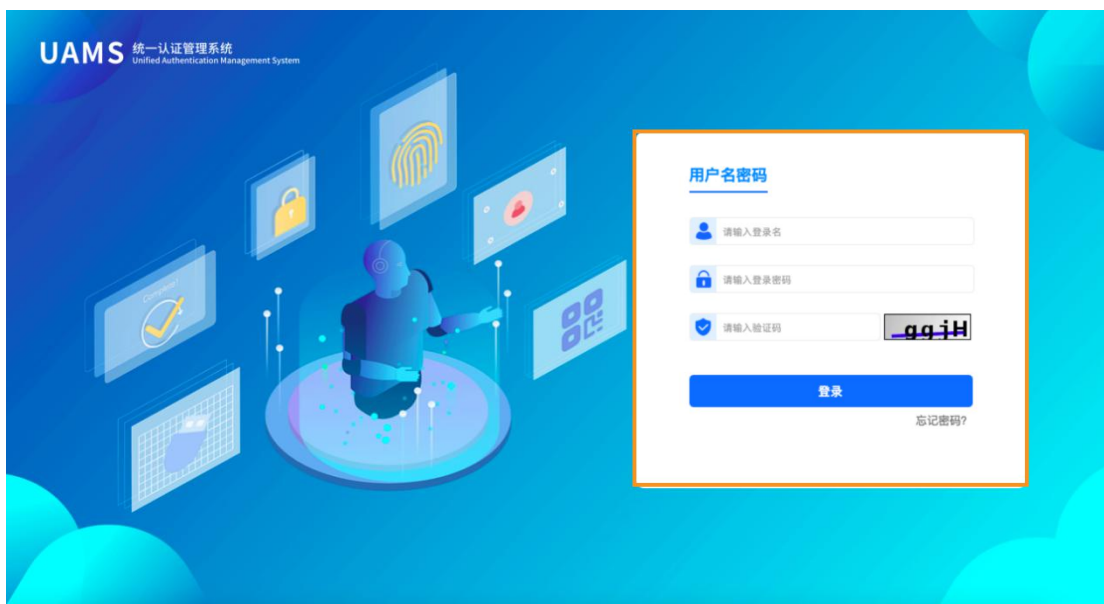 UAMS 统一认证管理系统
Unified Authentication Management System
Complete!
用户名密码
请输入登录名
请输入登录密码
请输入验证码
ggjH
登录
忘记密码?